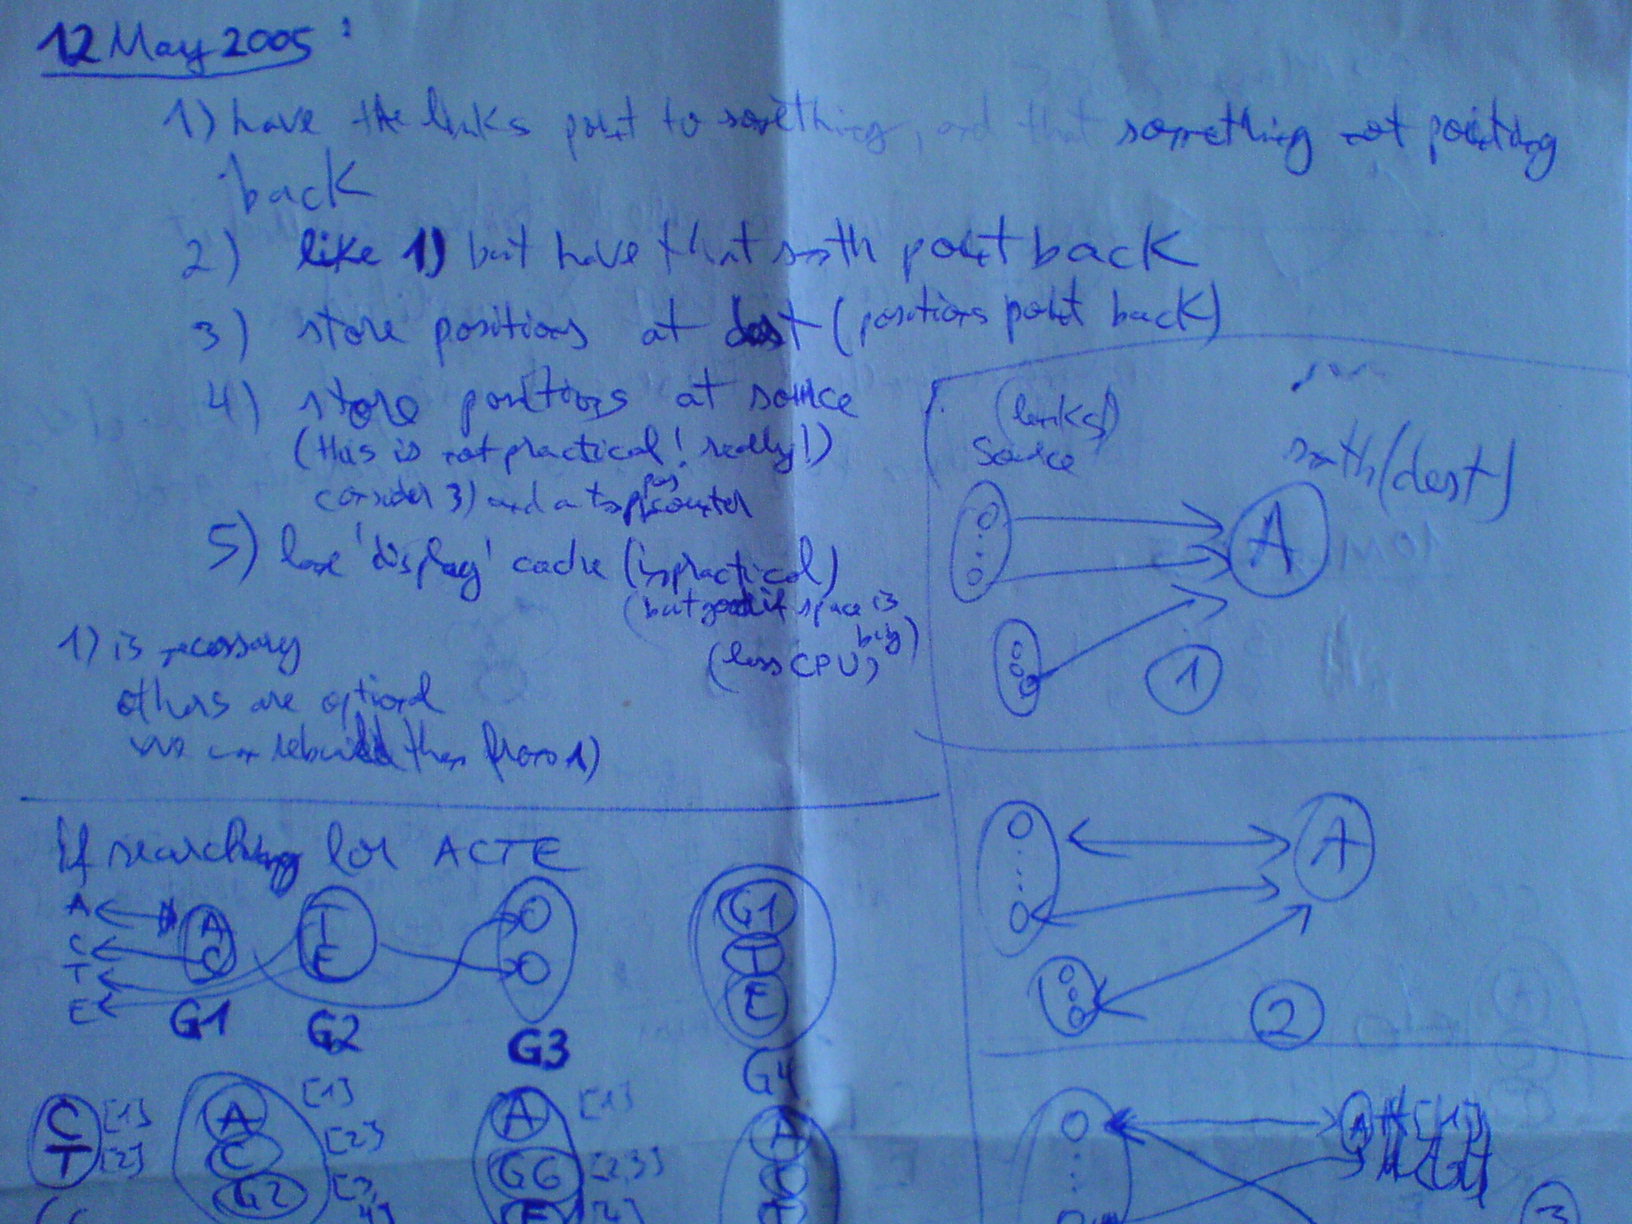 12 May 2005:
1) have the links point to something, and that something not pointing
back
2) like 1) but have that smth point back
3) store positions at dest (positions point back)
4) store positions at source
(this is not practical! really!)
consider 3) and a tmp pos counter
5) have 'display' cache (impractical)
(but good if space is
big)
(less CPU)
1) is necessary
others are optional
we can rebuild them from 1)
(links)
source
smth (dest)
A
1
A
2
If searching for ACTE
A
C
T
E
A
C
G1
T
E
G2
G3
G1
T
E
G4
C [1]
T [2]
A [1]
C [2]
G2 [3,
4]
A [1]
G6 [2,3]
E [4]
A
C
T
A
3